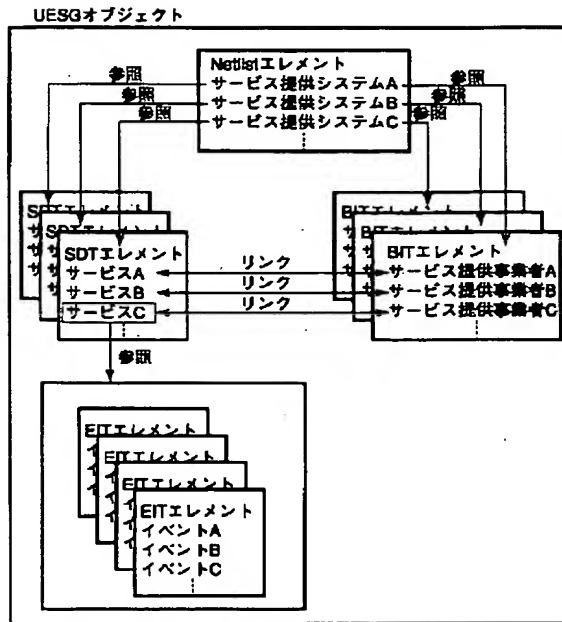 UESGオブジェクト
Netlistエレメント
サービス提供システムA
サービス提供システムB
サービス提供システムC
参照
参照
参照
参照
参照
参照
SDTエレメント
SDTエレメント
SDTエレメント
サービスA
サービスB
サービスC
BITエレメント
BITエレメント
BITエレメント
サービス提供事業者A
サービス提供事業者B
サービス提供事業者C
リンク
リンク
リンク
参照
EITエレメント
EITエレメント
EITエレメント
EITエレメント
イベントA
イベントB
イベントC